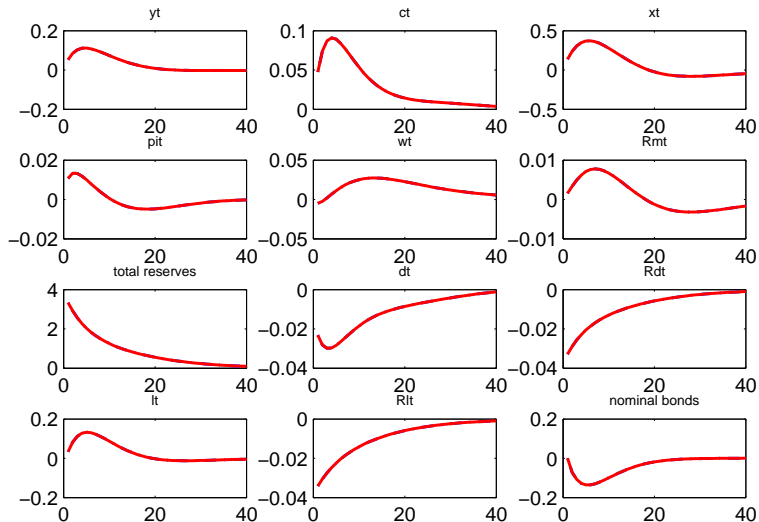 yt ct xt
0.2 0.1 0.5
0 0.05 0
−0.2 0 −0.5
0 20 40 0 20 40 0 20 40
pit wt Rmt
0.02 0.05 0.01
0 0 0
−0.02 −0.05 −0.01
0 20 40 0 20 40 0 20 40
total reserves dt Rdt
4 0 0
2 −0.02 −0.02
0 −0.04 −0.04
0 20 40 0 20 40 0 20 40
lt Rlt nominal bonds
0.2 0 0.2
0 −0.02 0
−0.2 −0.04 −0.2
0 20 40 0 20 40 0 20 40